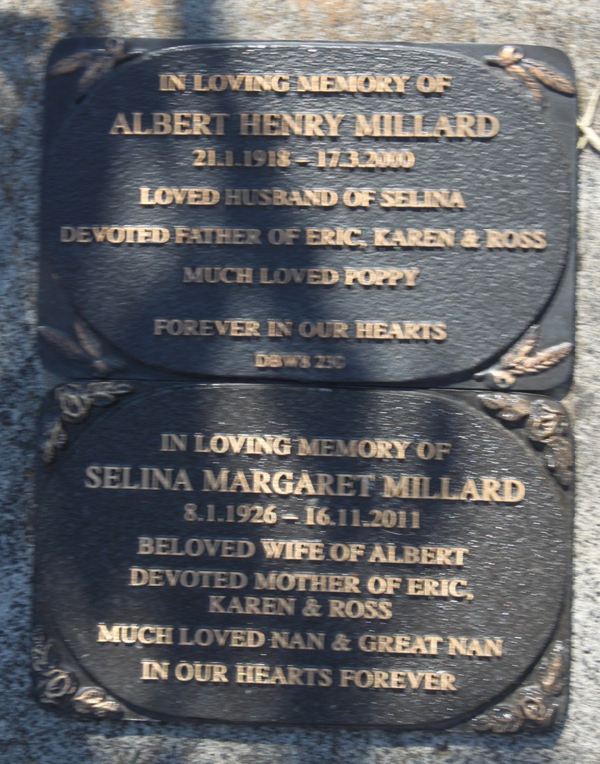 IN LOVING MEMORY OF
ALBERT HENRY MILLARD
21.1.1918 – 17.3.2000
LOVED HUSBAND OF SELINA
DEVOTED FATHER OF ERIC, KAREN & ROSS
MUCH LOVED POPPY
FOREVER IN OUR HEARTS
DBW8 23C
IN LOVING MEMORY OF
SELINA MARGARET MILLARD
8.1.1926 – 16.11.2011
BELOVED WIFE OF ALBERT
DEVOTED MOTHER OF ERIC,
KAREN & ROSS
MUCH LOVED NAN & GREAT NAN
IN OUR HEARTS FOREVER